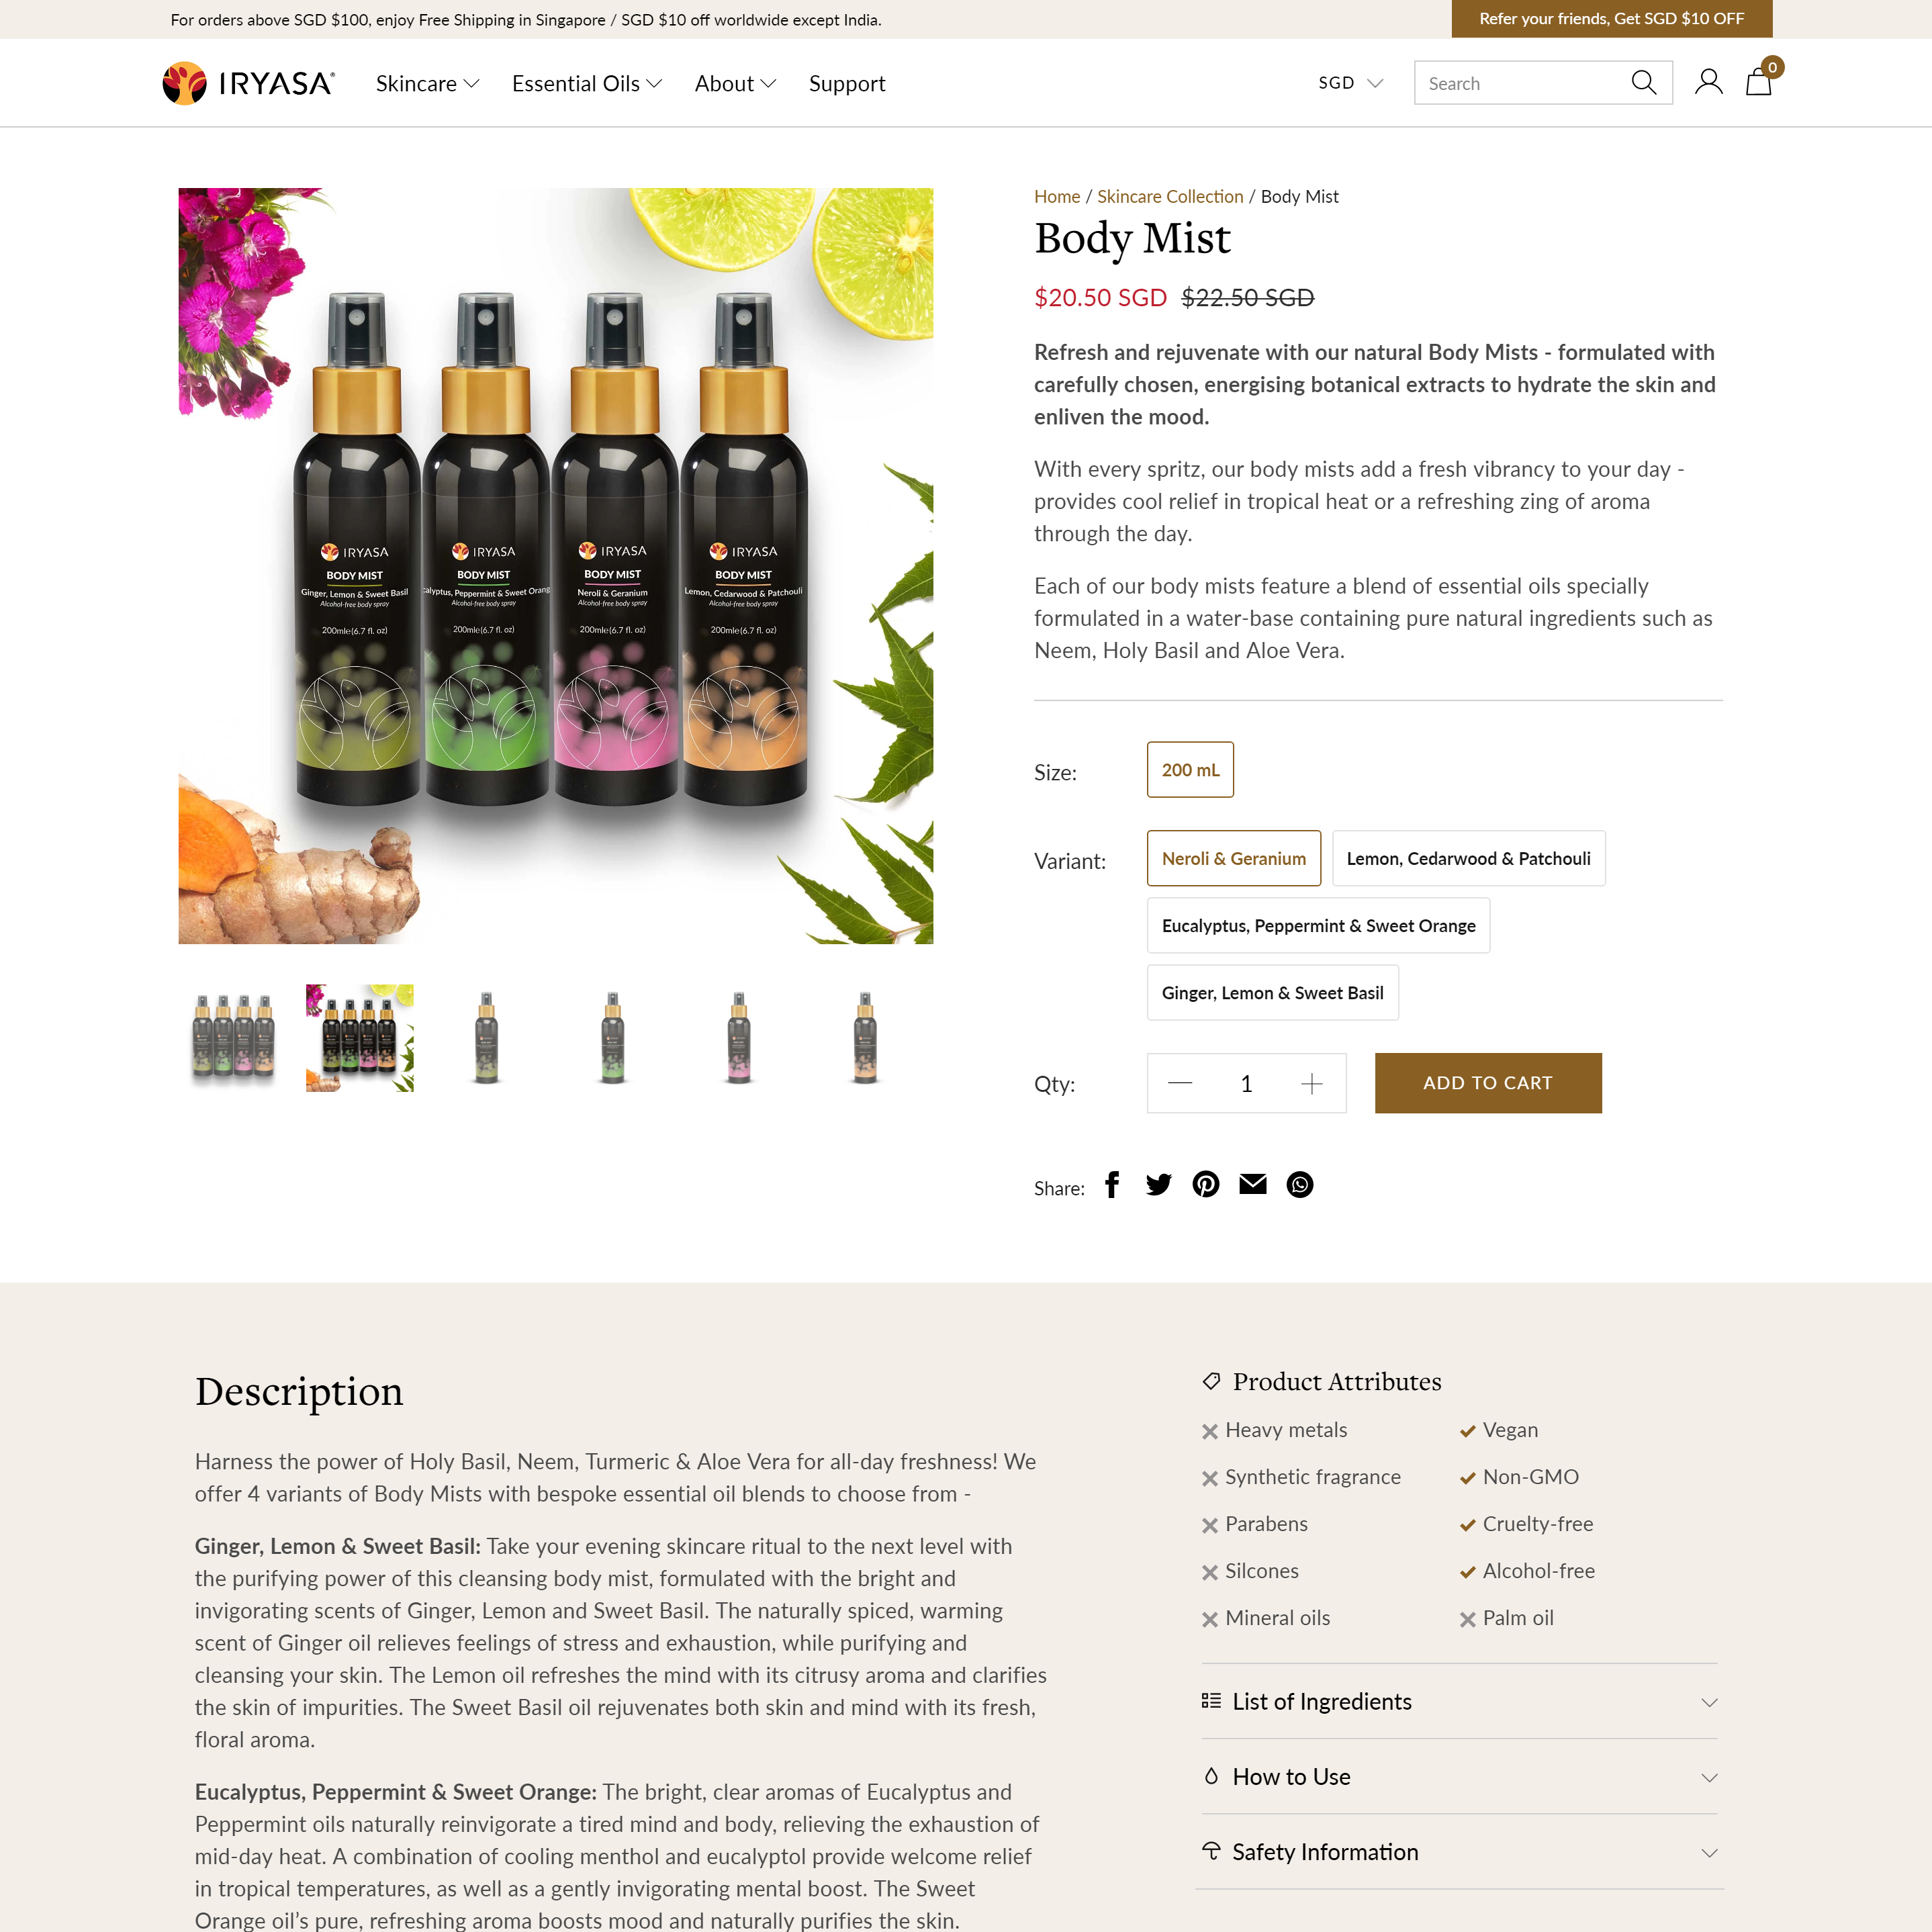 For orders above SGD $100, enjoy Free Shipping in Singapore / SGD $10 off worldwide except India.
Refer your friends, Get SGD $10 OFF
IRYASA®
Skincare
Essential Oils
About
Support
SGD
Search
0
IRYASA
BODY MIST
Ginger, Lemon & Sweet Basil
Alcohol-free body spray
200mle(6.7 fl. oz)
IRYASA
BODY MIST
calyptus, Peppermint & Sweet Orang
Alcohol-free body spray
200mle(6.7 fl. oz)
IRYASA
BODY MIST
Neroli & Geranium
Alcohol-free body spray
200mle(6.7 fl. oz)
IRYASA
BODY MIST
Lemon, Cedarwood & Patchouli
Alcohol-free body spray
200mle(6.7 fl. oz)
Home / Skincare Collection / Body Mist
Body Mist
$20.50 SGD $22.50 SGD
Refresh and rejuvenate with our natural Body Mists - formulated with
carefully chosen, energising botanical extracts to hydrate the skin and
enliven the mood.
With every spritz, our body mists add a fresh vibrancy to your day -
provides cool relief in tropical heat or a refreshing zing of aroma
through the day.
Each of our body mists feature a blend of essential oils specially
formulated in a water-base containing pure natural ingredients such as
Neem, Holy Basil and Aloe Vera.
Size:
200 mL
Variant:
Neroli & Geranium
Lemon, Cedarwood & Patchouli
Eucalyptus, Peppermint & Sweet Orange
Ginger, Lemon & Sweet Basil
Qty:
1
ADD TO CART
Share:
Description
Harness the power of Holy Basil, Neem, Turmeric & Aloe Vera for all-day freshness! We
offer 4 variants of Body Mists with bespoke essential oil blends to choose from -
Ginger, Lemon & Sweet Basil: Take your evening skincare ritual to the next level with
the purifying power of this cleansing body mist, formulated with the bright and
invigorating scents of Ginger, Lemon and Sweet Basil. The naturally spiced, warming
scent of Ginger oil relieves feelings of stress and exhaustion, while purifying and
cleansing your skin. The Lemon oil refreshes the mind with its citrusy aroma and clarifies
the skin of impurities. The Sweet Basil oil rejuvenates both skin and mind with its fresh,
floral aroma.
Eucalyptus, Peppermint & Sweet Orange: The bright, clear aromas of Eucalyptus and
Peppermint oils naturally reinvigorate a tired mind and body, relieving the exhaustion of
mid-day heat. A combination of cooling menthol and eucalyptol provide welcome relief
in tropical temperatures, as well as a gently invigorating mental boost. The Sweet
Orange oil’s pure, refreshing aroma boosts mood and naturally purifies the skin.
Product Attributes
Heavy metals
Vegan
Synthetic fragrance
Non-GMO
Parabens
Cruelty-free
Silcones
Alcohol-free
Mineral oils
Palm oil
List of Ingredients
How to Use
Safety Information